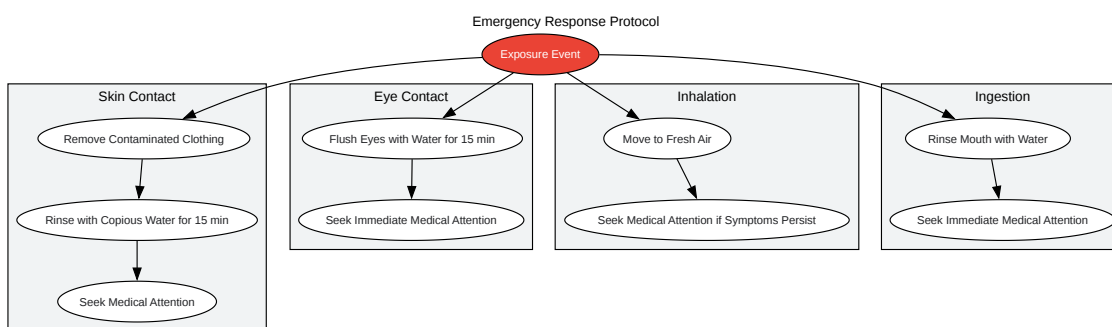 Emergency Response Protocol
Exposure Event
Skin Contact
Remove Contaminated Clothing
Rinse with Copious Water for 15 min
Seek Medical Attention
Eye Contact
Flush Eyes with Water for 15 min
Seek Immediate Medical Attention
Inhalation
Move to Fresh Air
Seek Medical Attention if Symptoms Persist
Ingestion
Rinse Mouth with Water
Seek Immediate Medical Attention